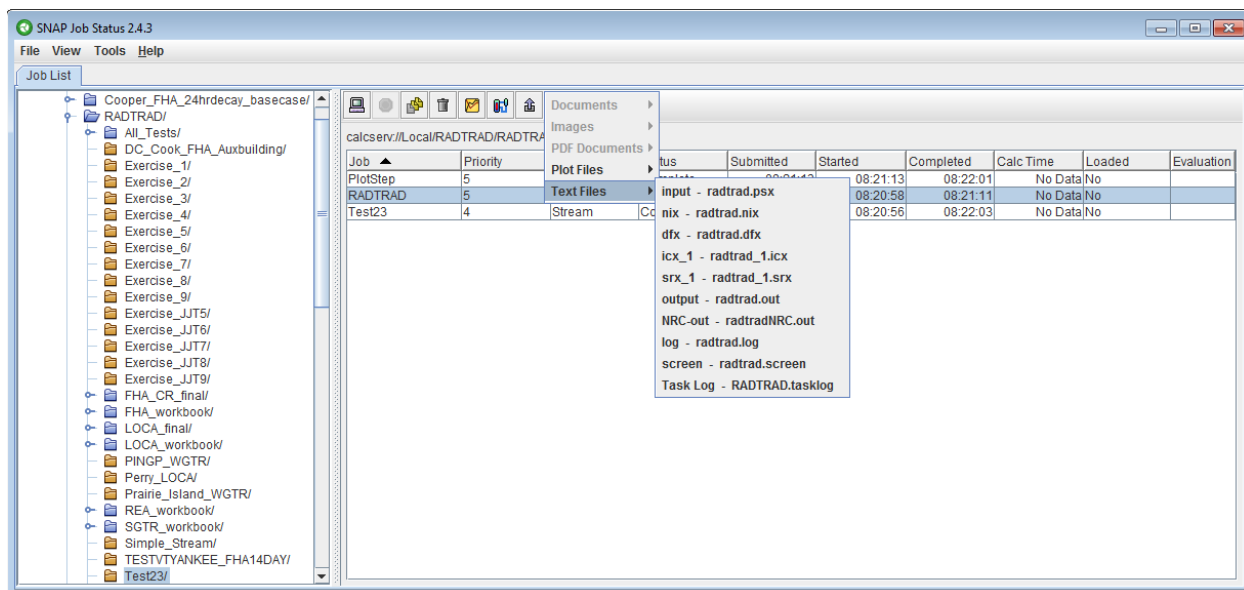 SNAP Job Status 2.4.3
File View Tools Help
Job List
Cooper_FHA_24hrdecay_basecase/
RADTRAD/
All_Tests/
DC_Cook_FHA_Auxbuilding/
Exercise_1/
Exercise_2/
Exercise_3/
Exercise_4/
Exercise_5/
Exercise_6/
Exercise_7/
Exercise_8/
Exercise_9/
Exercise_JJT5/
Exercise_JJT6/
Exercise_JJT7/
Exercise_JJT8/
Exercise_JJT9/
FHA_CR_final/
FHA_workbook/
LOCA_final/
LOCA_workbook/
PINGP_WGTR/
Perry_LOCA/
Prairie_Island_WGTR/
REA_workbook/
SGTR_workbook/
Simple_Stream/
TESTVTYANKEE_FHA14DAY/
Test23/
calcserv://Local/RADTRAD/RADTRA
Job Priority tus Submitted Started Completed Calc Time Loaded Evaluation
PlotStep 5 08:21:13 08:22:01 No Data No
RADTRAD 5 08:20:58 08:21:11 No Data No
Test23 4 Stream Co 08:20:56 08:22:03 No Data No
Documents
Images
PDF Documents
Plot Files
Text Files
input - radtrad.psx
nix - radtrad.nix
dfx - radtrad.dfx
icx_1 - radtrad_1.icx
srx_1 - radtrad_1.srx
output - radtrad.out
NRC-out - radtradNRC.out
log - radtrad.log
screen - radtrad.screen
Task Log - RADTRAD.tasklog